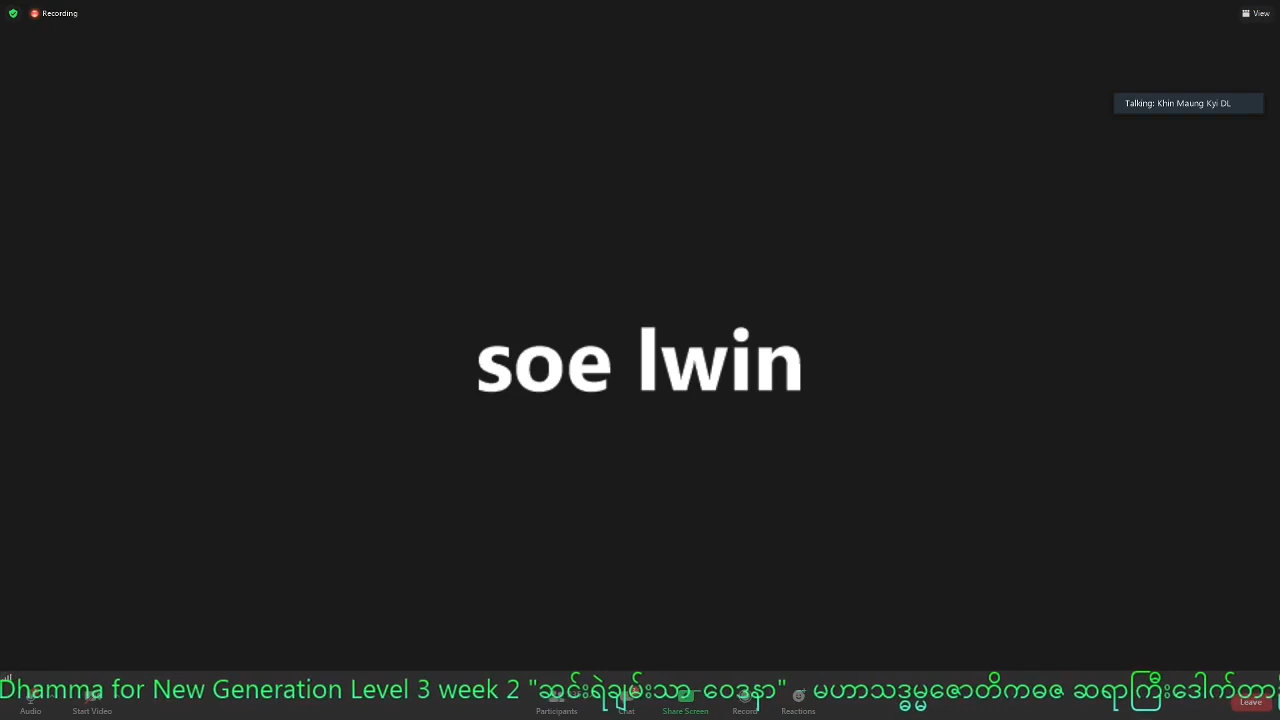 Recording
View
Talking: Khin Maung Kyi DL
soe lwin
Dhamma for New Generation Level 3 week 2 "ဆင်းရဲချမ်းသာ ဝေဒနာ" - မဟာသဒ္ဓမ္မဇောတိကဓဇ ဆရာကြီးဒေါက်တာ
Audio
Start Video
Participants
Chat
Share Screen
Record
Reactions
Leave